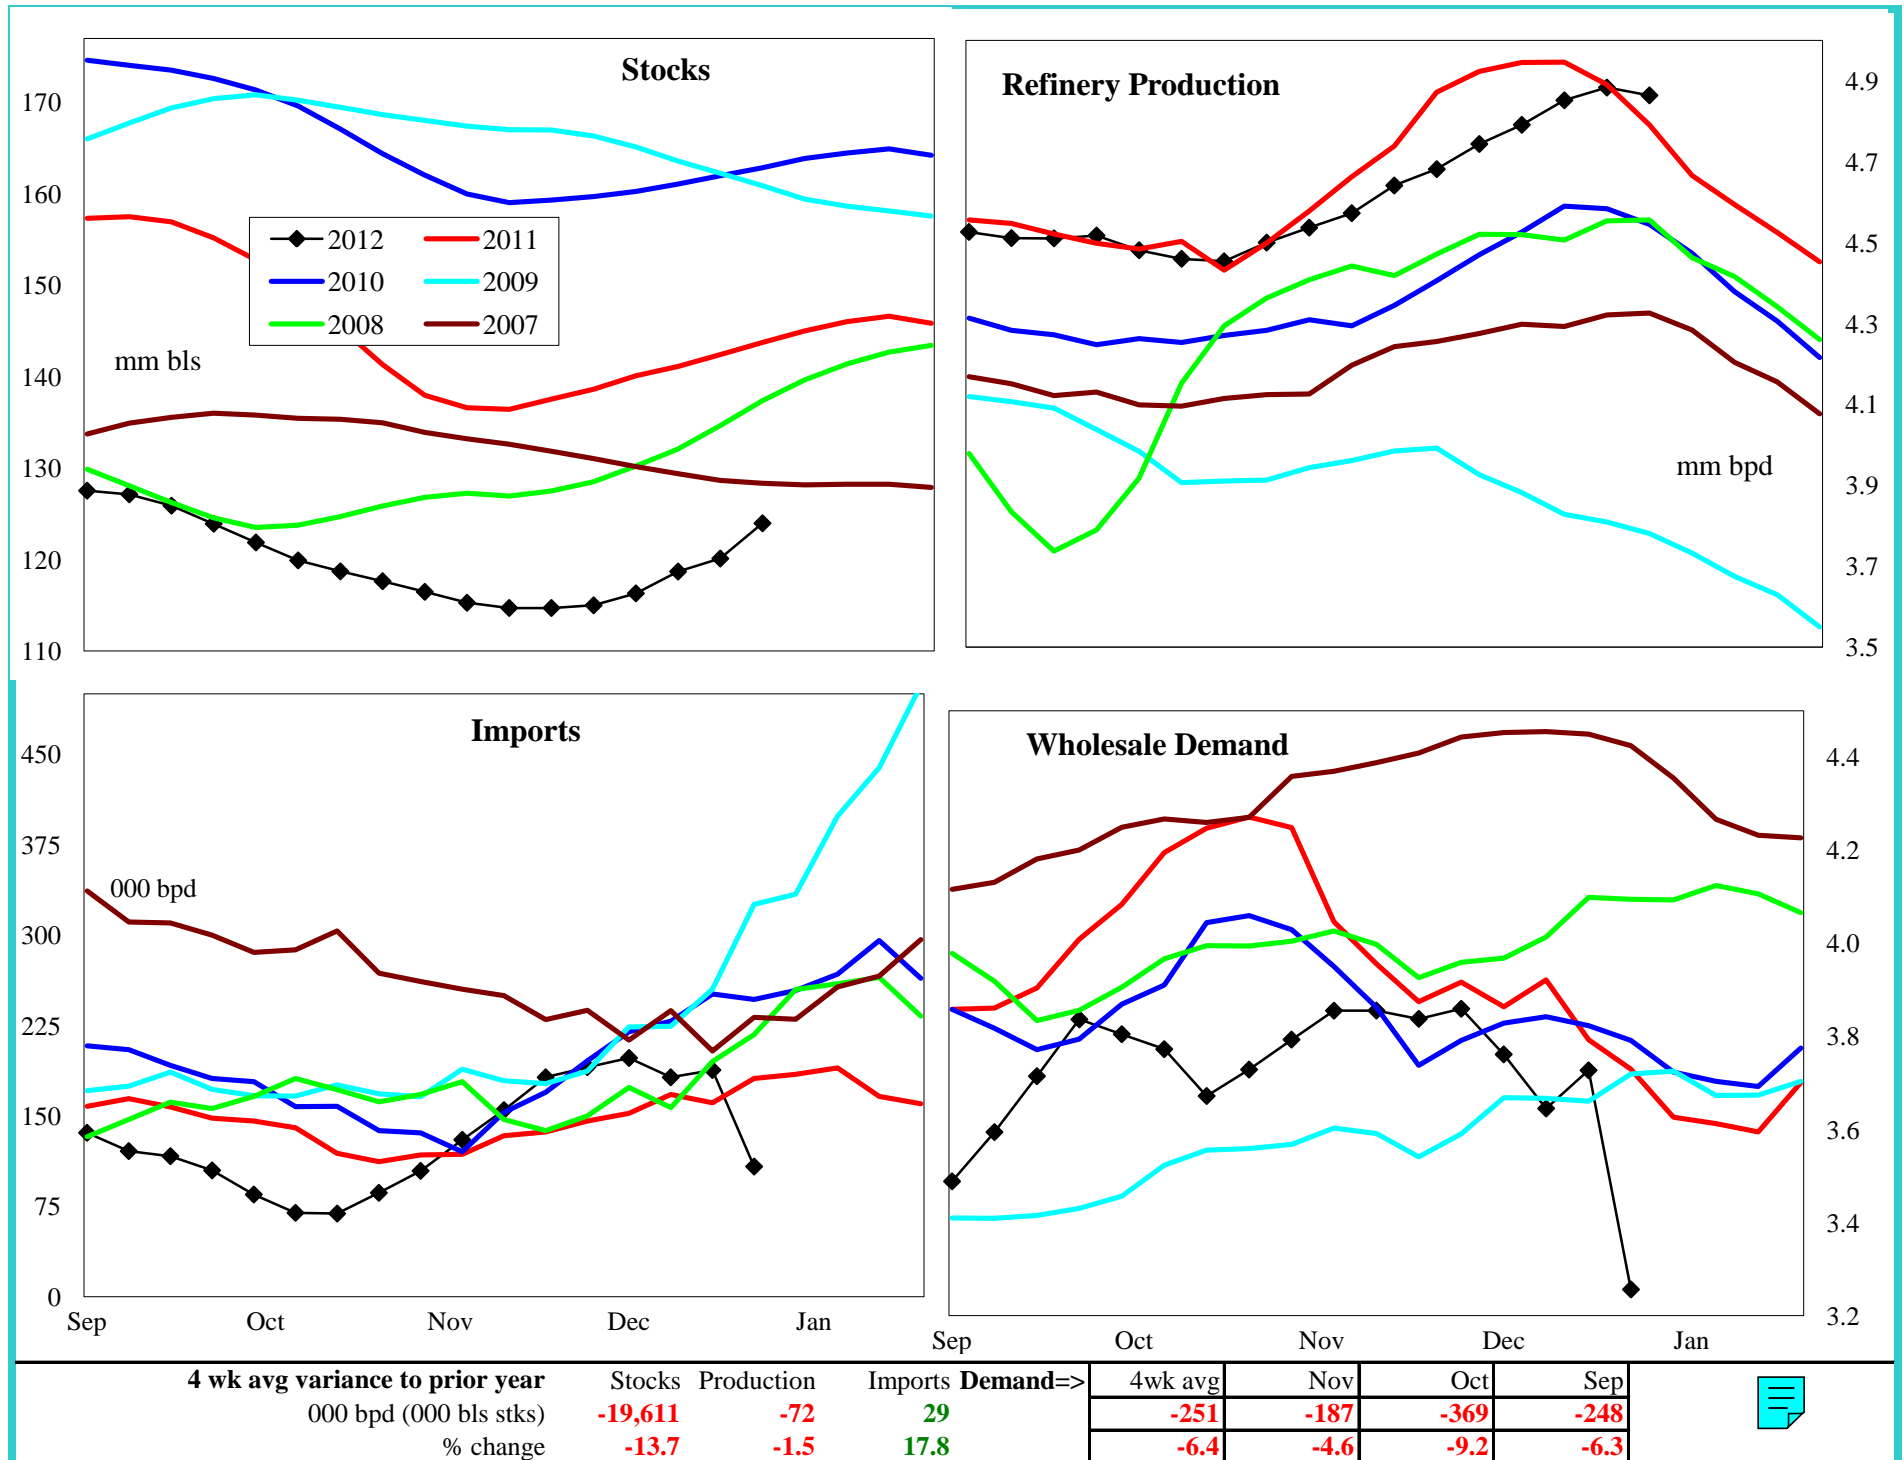 Stocks
170
160
150
140
130
120
110
2012
2011
2010
2009
2008
2007
mm bls
Refinery Production
4.9
4.7
4.5
4.3
4.1
3.9
3.7
3.5
mm bpd
Imports
450
375
300
225
150
75
0
000 bpd
Sep Oct Nov Dec Jan
Wholesale Demand
4.4
4.2
4.0
3.8
3.6
3.4
3.2
Sep Oct Nov Dec Jan
4 wk avg variance to prior year Stocks Production Imports Demand=> 4wk avg Nov Oct Sep
000 bpd (000 bls stks) -19,611 -72 29 -251 -187 -369 -248
% change -13.7 -1.5 17.8 -6.4 -4.6 -9.2 -6.3